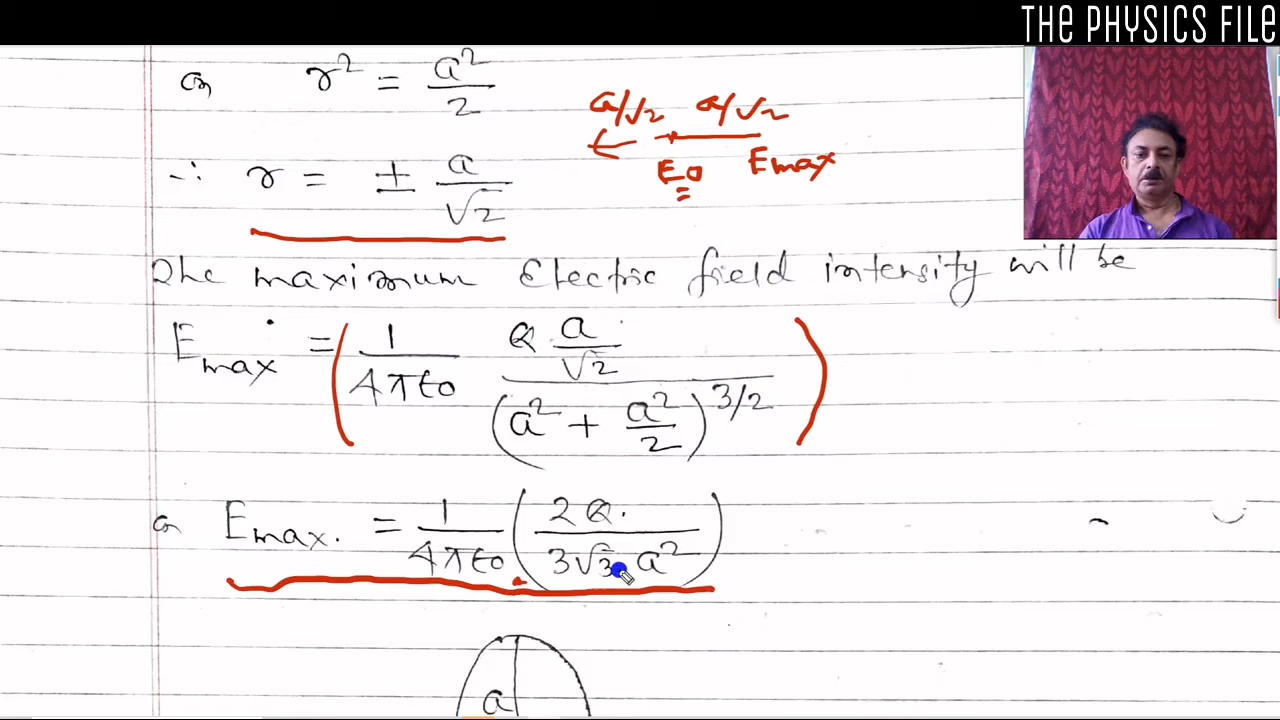 THE PHYSICS FILE
or r² = a²/2
a/√2 a/√2
E0 Emax
∴ r = ± a/√2
The maximum Electric field intensity will be
Emax = (1/4πε0 Q a/√2 / (a² + a²/2)^3/2)
or Emax. = 1/4πε0 (2Q. / 3√3 a²)
a